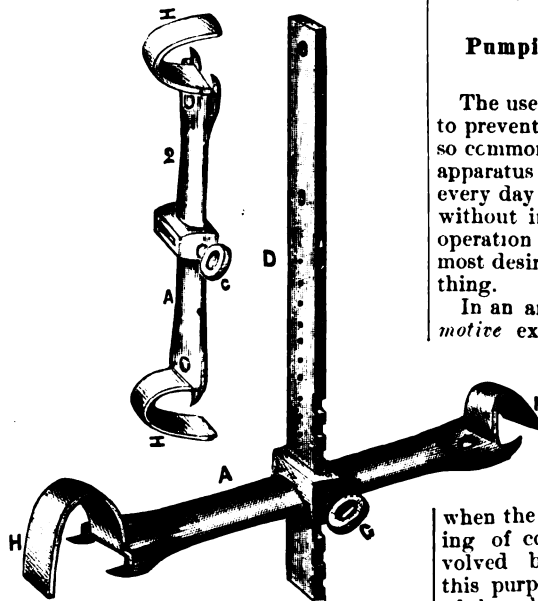 Pumpi
The use
to prevent
so common
apparatus
every day
without in
operation
most desir
thing.
In an ar
motive ex
when the
ing of co
volved b
this purp
H
2
A
G
H
D
A
H
G